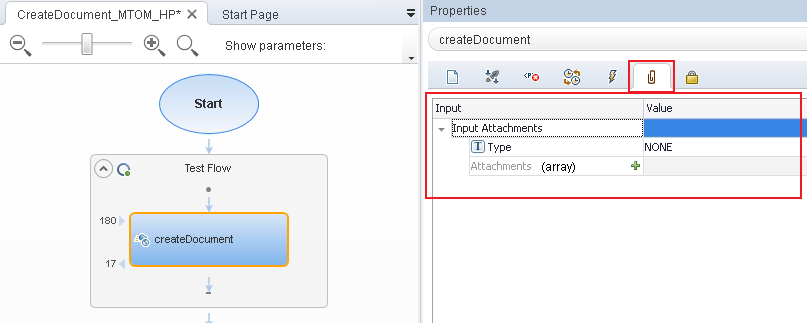 CreateDocument_MTOM_HP*
Start Page
Show parameters:
Start
Test Flow
180
createDocument
17
Properties
createDocument
Input
Value
Input Attachments
T Type
NONE
Attachments (array)